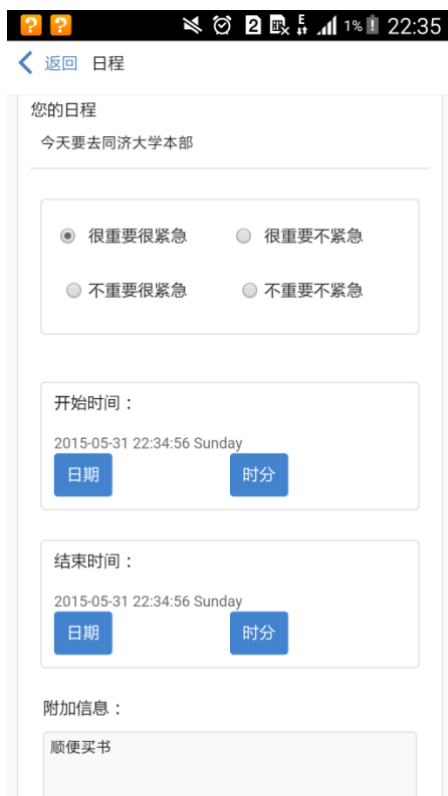 1% 22:35
返回 日程
您的日程
今天要去同济大学本部
很重要很紧急 很重要不紧急
不重要很紧急 不重要不紧急
开始时间：
2015-05-31 22:34:56 Sunday
日期 时分
结束时间：
2015-05-31 22:34:56 Sunday
日期 时分
附加信息：
顺便买书